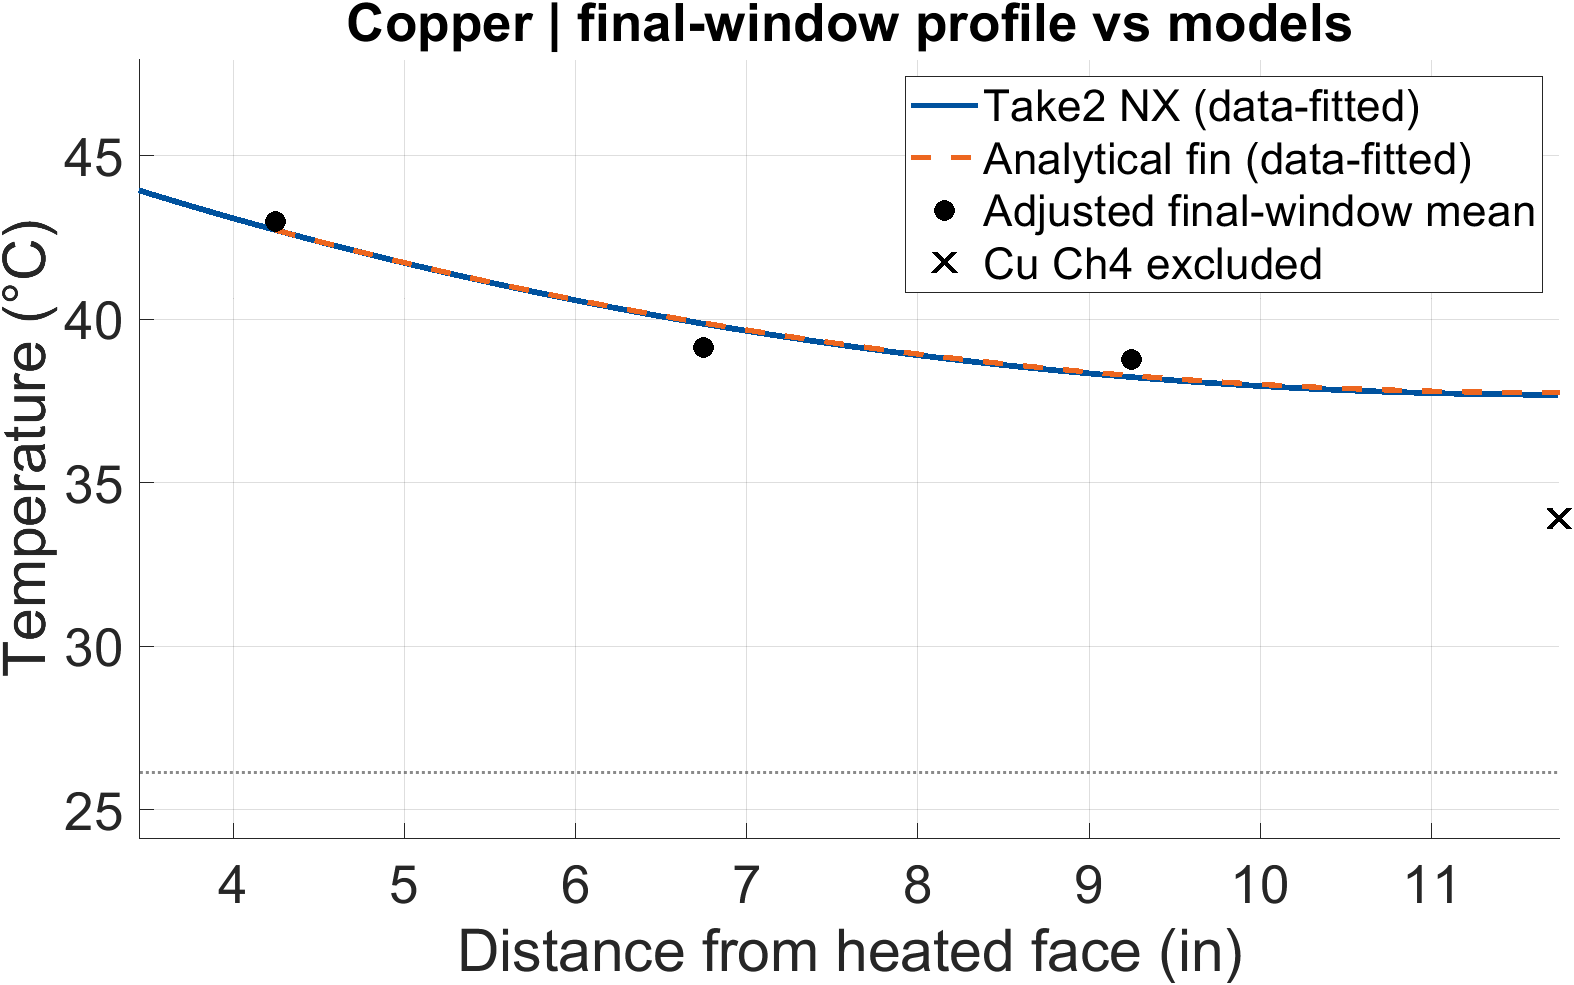 Copper | final-window profile vs models
Take2 NX (data-fitted)
Analytical fin (data-fitted)
Adjusted final-window mean
Cu Ch4 excluded
Temperature (°C)
45
40
35
30
25
4 5 6 7 8 9 10 11
Distance from heated face (in)